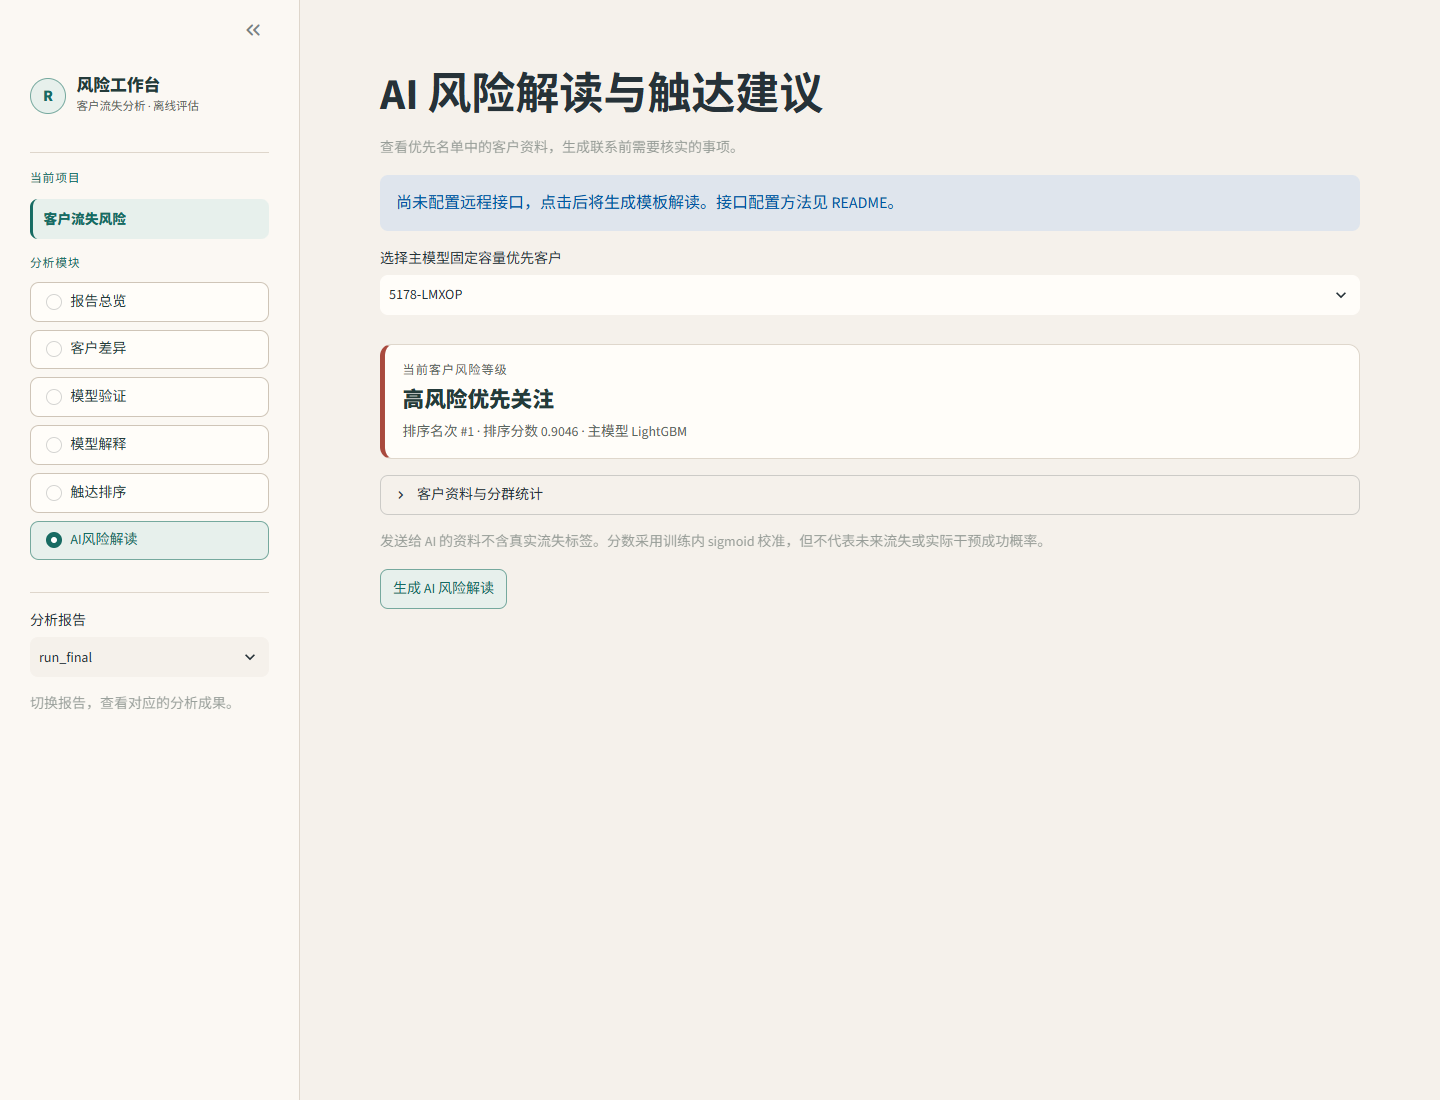 R
风险工作台
客户流失分析 · 离线评估
当前项目
客户流失风险
分析模块
报告总览
客户差异
模型验证
模型解释
触达排序
AI风险解读
分析报告
run_final
切换报告，查看对应的分析成果。
AI 风险解读与触达建议
查看优先名单中的客户资料，生成联系前需要核实的事项。
尚未配置远程接口，点击后将生成模板解读。接口配置方法见 README。
选择主模型固定容量优先客户
5178-LMXOP
当前客户风险等级
高风险优先关注
排序名次 #1 · 排序分数 0.9046 · 主模型 LightGBM
客户资料与分群统计
发送给 AI 的资料不含真实流失标签。分数采用训练内 sigmoid 校准，但不代表未来流失或实际干预成功概率。
生成 AI 风险解读